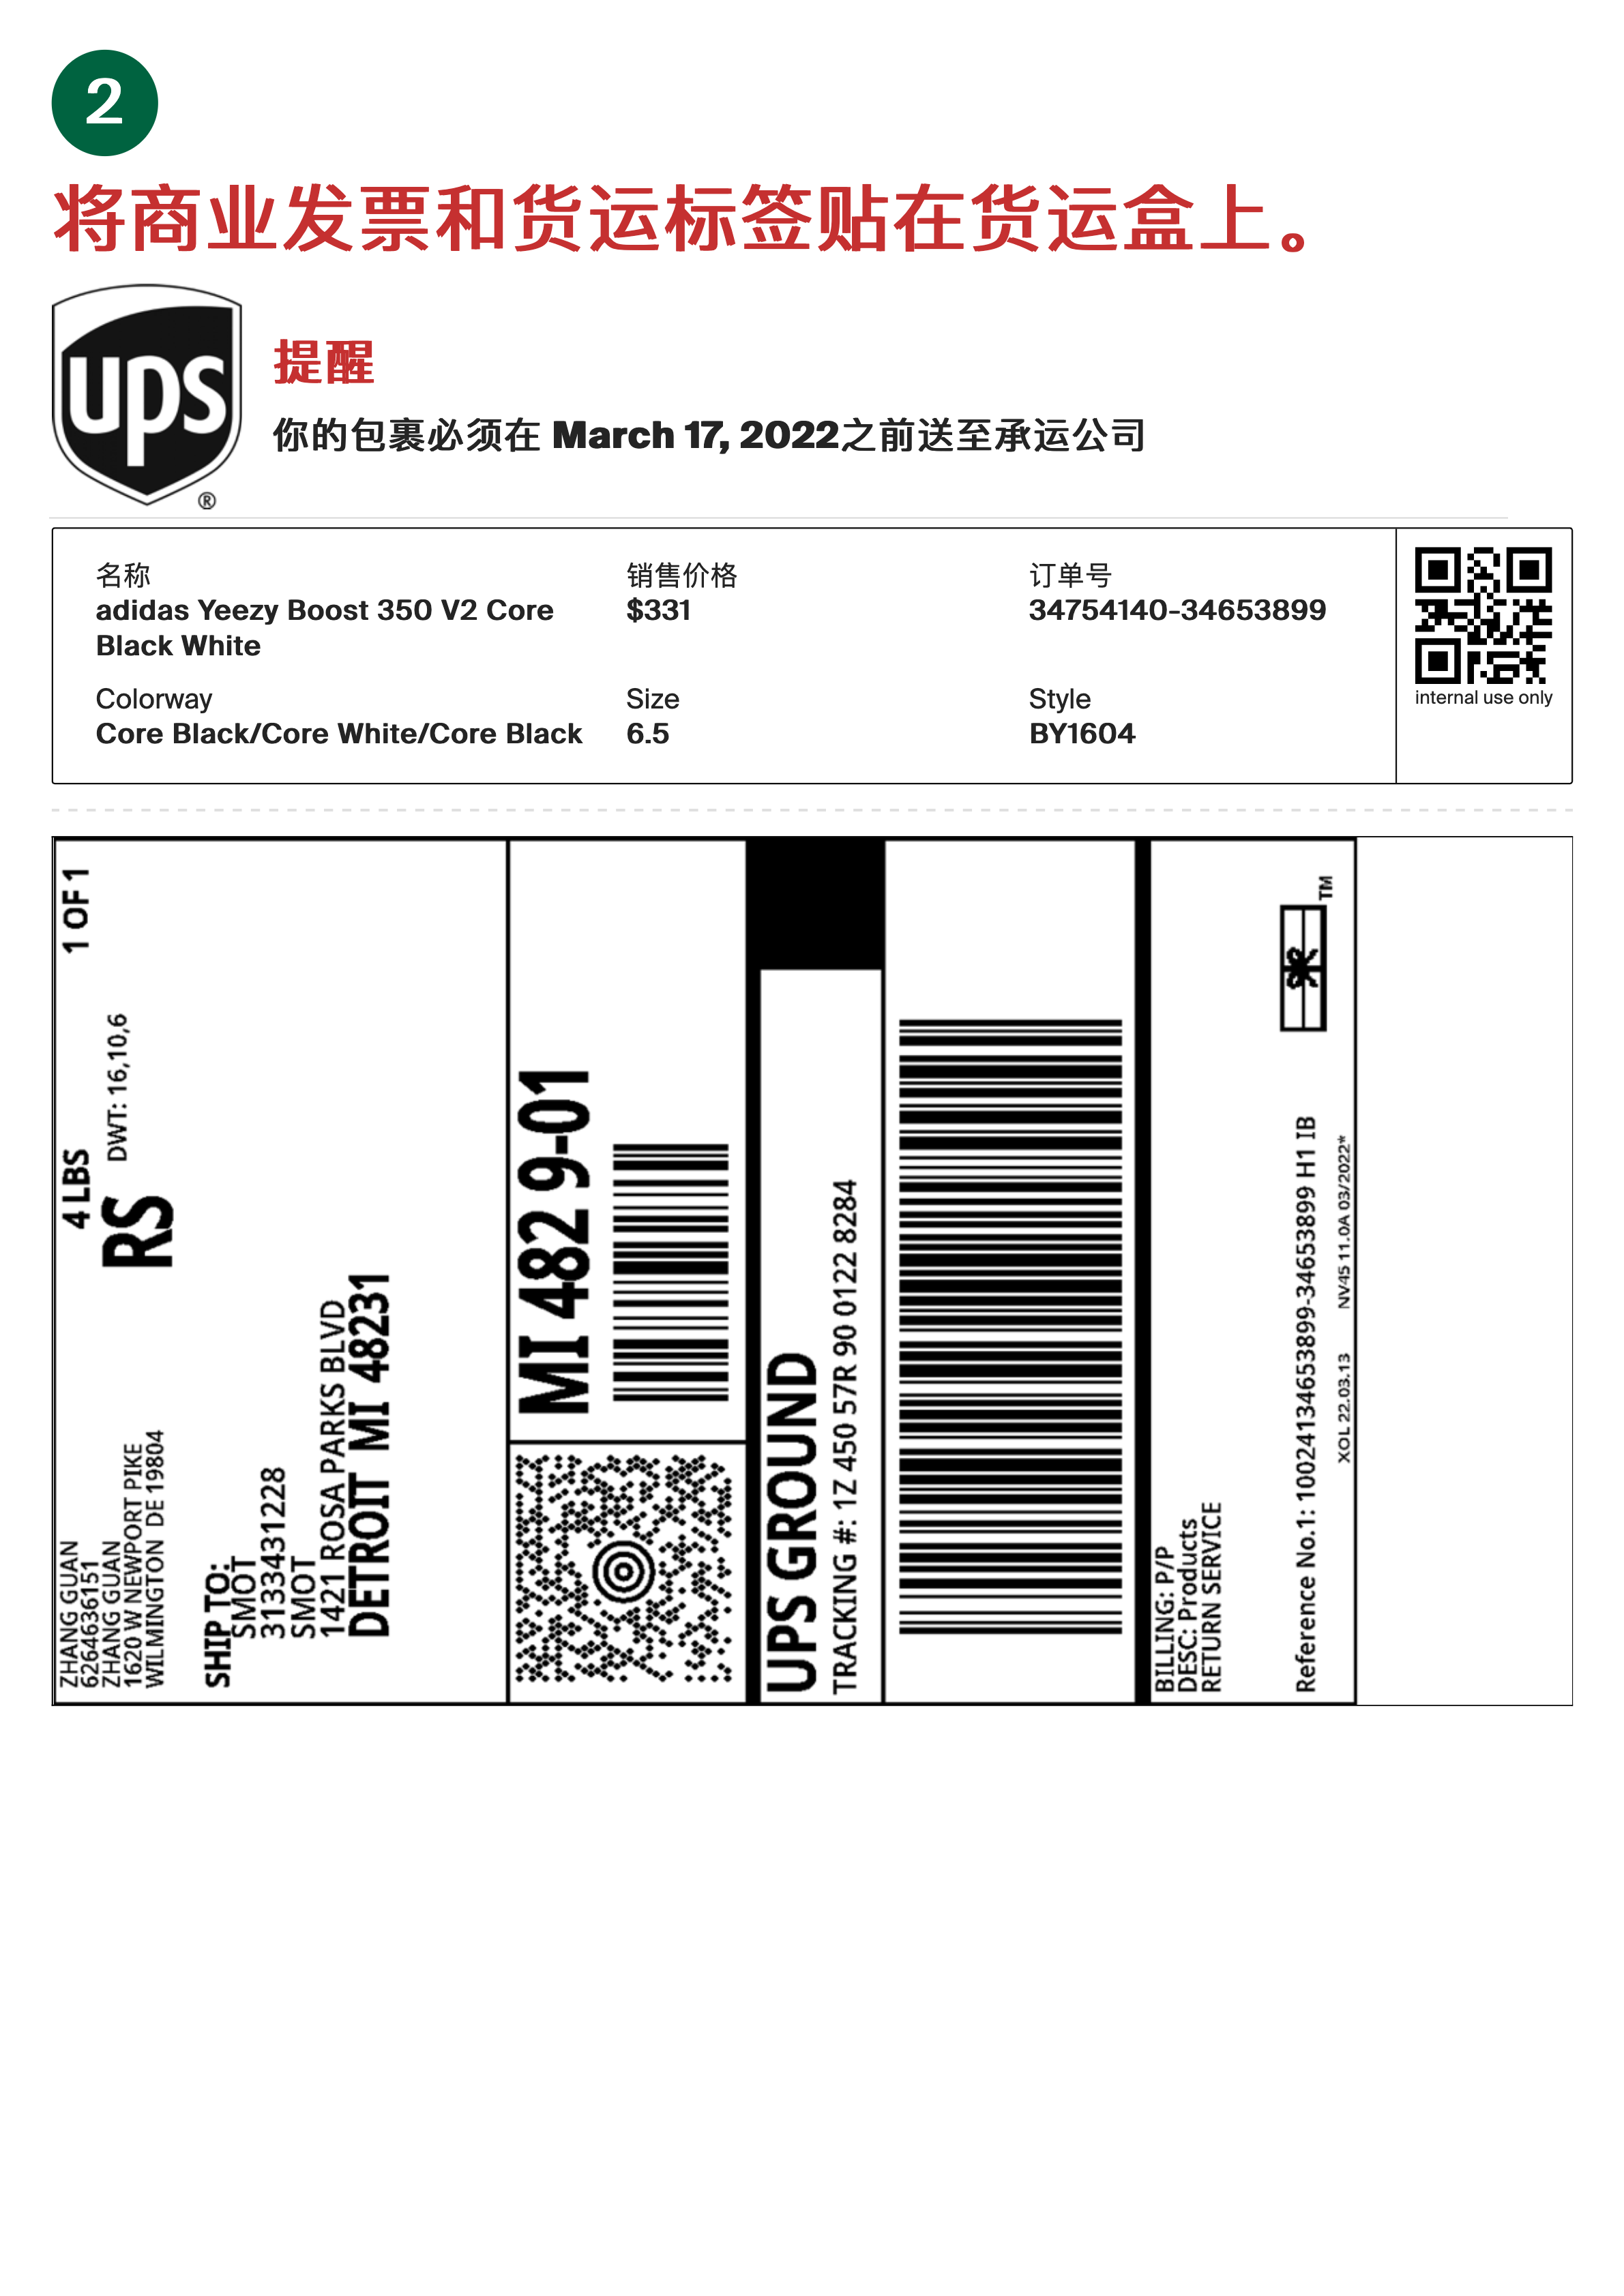 2
将商业发票和货运标签贴在货运盒上。
ups
®
提醒
你的包裹必须在 March 17, 2022之前送至承运公司
名称
adidas Yeezy Boost 350 V2 Core
Black White
销售价格
$331
订单号
34754140-34653899
Colorway
Core Black/Core White/Core Black
Size
6.5
Style
BY1604
internal use only
ZHANG GUAN
6264636151
ZHANG GUAN
1620 W NEWPORT PIKE
WILMINGTON DE 19804
4 LBS
1 OF 1
RS
DWT: 16,10,6
SHIP TO:
SMOT
3133431228
SMOT
1421 ROSA PARKS BLVD
DETROIT MI 48231
MI 482 9-01
UPS GROUND
TRACKING #: 1Z 450 57R 90 0122 8284
BILLING: P/P
DESC: Products
RETURN SERVICE
Reference No.1: 10024134653899-34653899 H1 IB
XOL 22.03.13
NV45 11.0A 03/2022*
TM